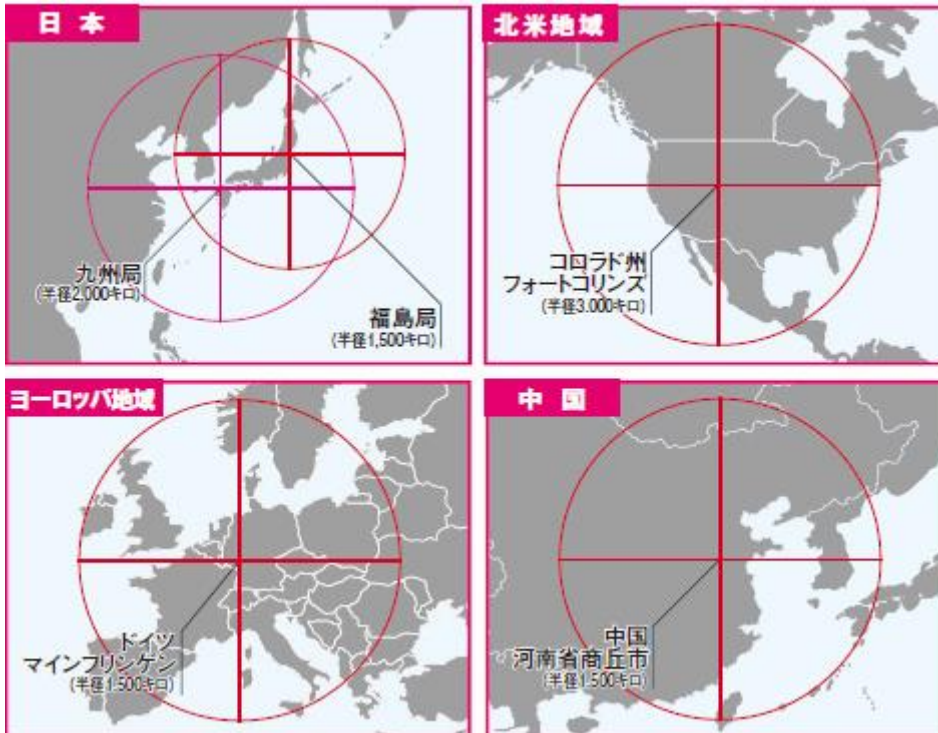 日本
九州局
(半径2,000キロ)
福島局
(半径1,500キロ)
北米地域
コロラド州
フォートコリンズ
(半径3.000キロ)
ヨーロッパ地域
ドイツ
マインフリンゲン
(半径1,500キロ)
中国
中国
河南省商丘市
(半径1,500キロ)